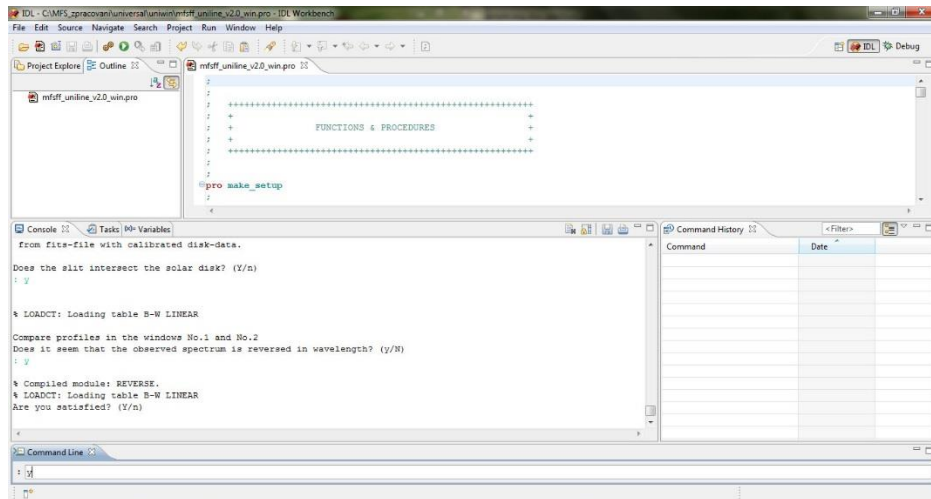 IDL - C:\MFS_zpracovani\universal\uniwin\mfsff_uniline_v2.0_win.pro - IDL Workbench
File Edit Source Navigate Search Project Run Window Help
IDL Debug
Project Explore Outline
mfsff_uniline_v2.0_win.pro
mfsff_uniline_v2.0_win.pro
;
;
; ++++++++++++++++++++++++++++++++++++++++++++++++++++++++
; + +
; + FUNCTIONS & PROCEDURES +
; + +
; ++++++++++++++++++++++++++++++++++++++++++++++++++++++++
;
;
pro make_setup
;
Console Tasks Variables
from fits-file with calibrated disk-data.
Does the slit intersect the solar disk? (Y/n)
: y
% LOADCT: Loading table B-W LINEAR
Compare profiles in the windows No.1 and No.2
Does it seem that the observed spectrum is reversed in wavelength? (y/N)
: y
% Compiled module: REVERSE.
% LOADCT: Loading table B-W LINEAR
Are you satisfied? (Y/n)
Command History
<Filter>
Command Date
Command Line
: y